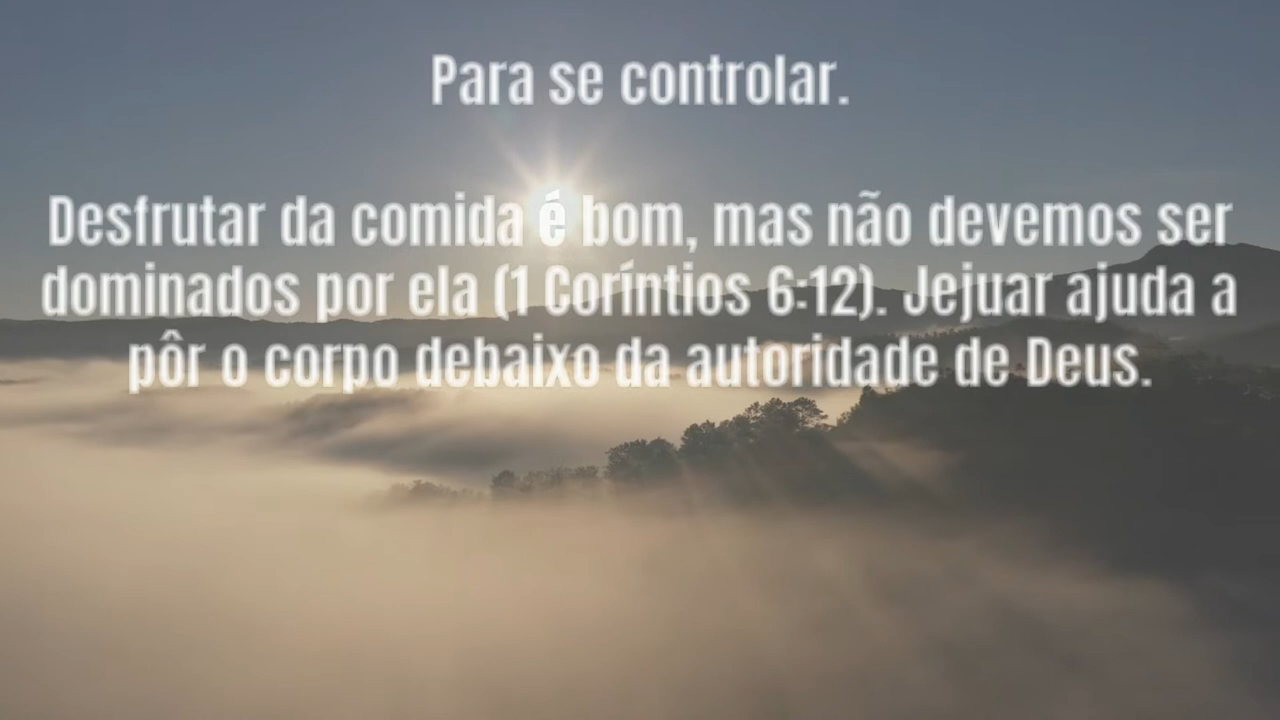 Para se controlar.
Desfrutar da comida é bom, mas não devemos ser
dominados por ela (1 Coríntios 6:12). Jejuar ajuda a
pôr o corpo debaixo da autoridade de Deus.